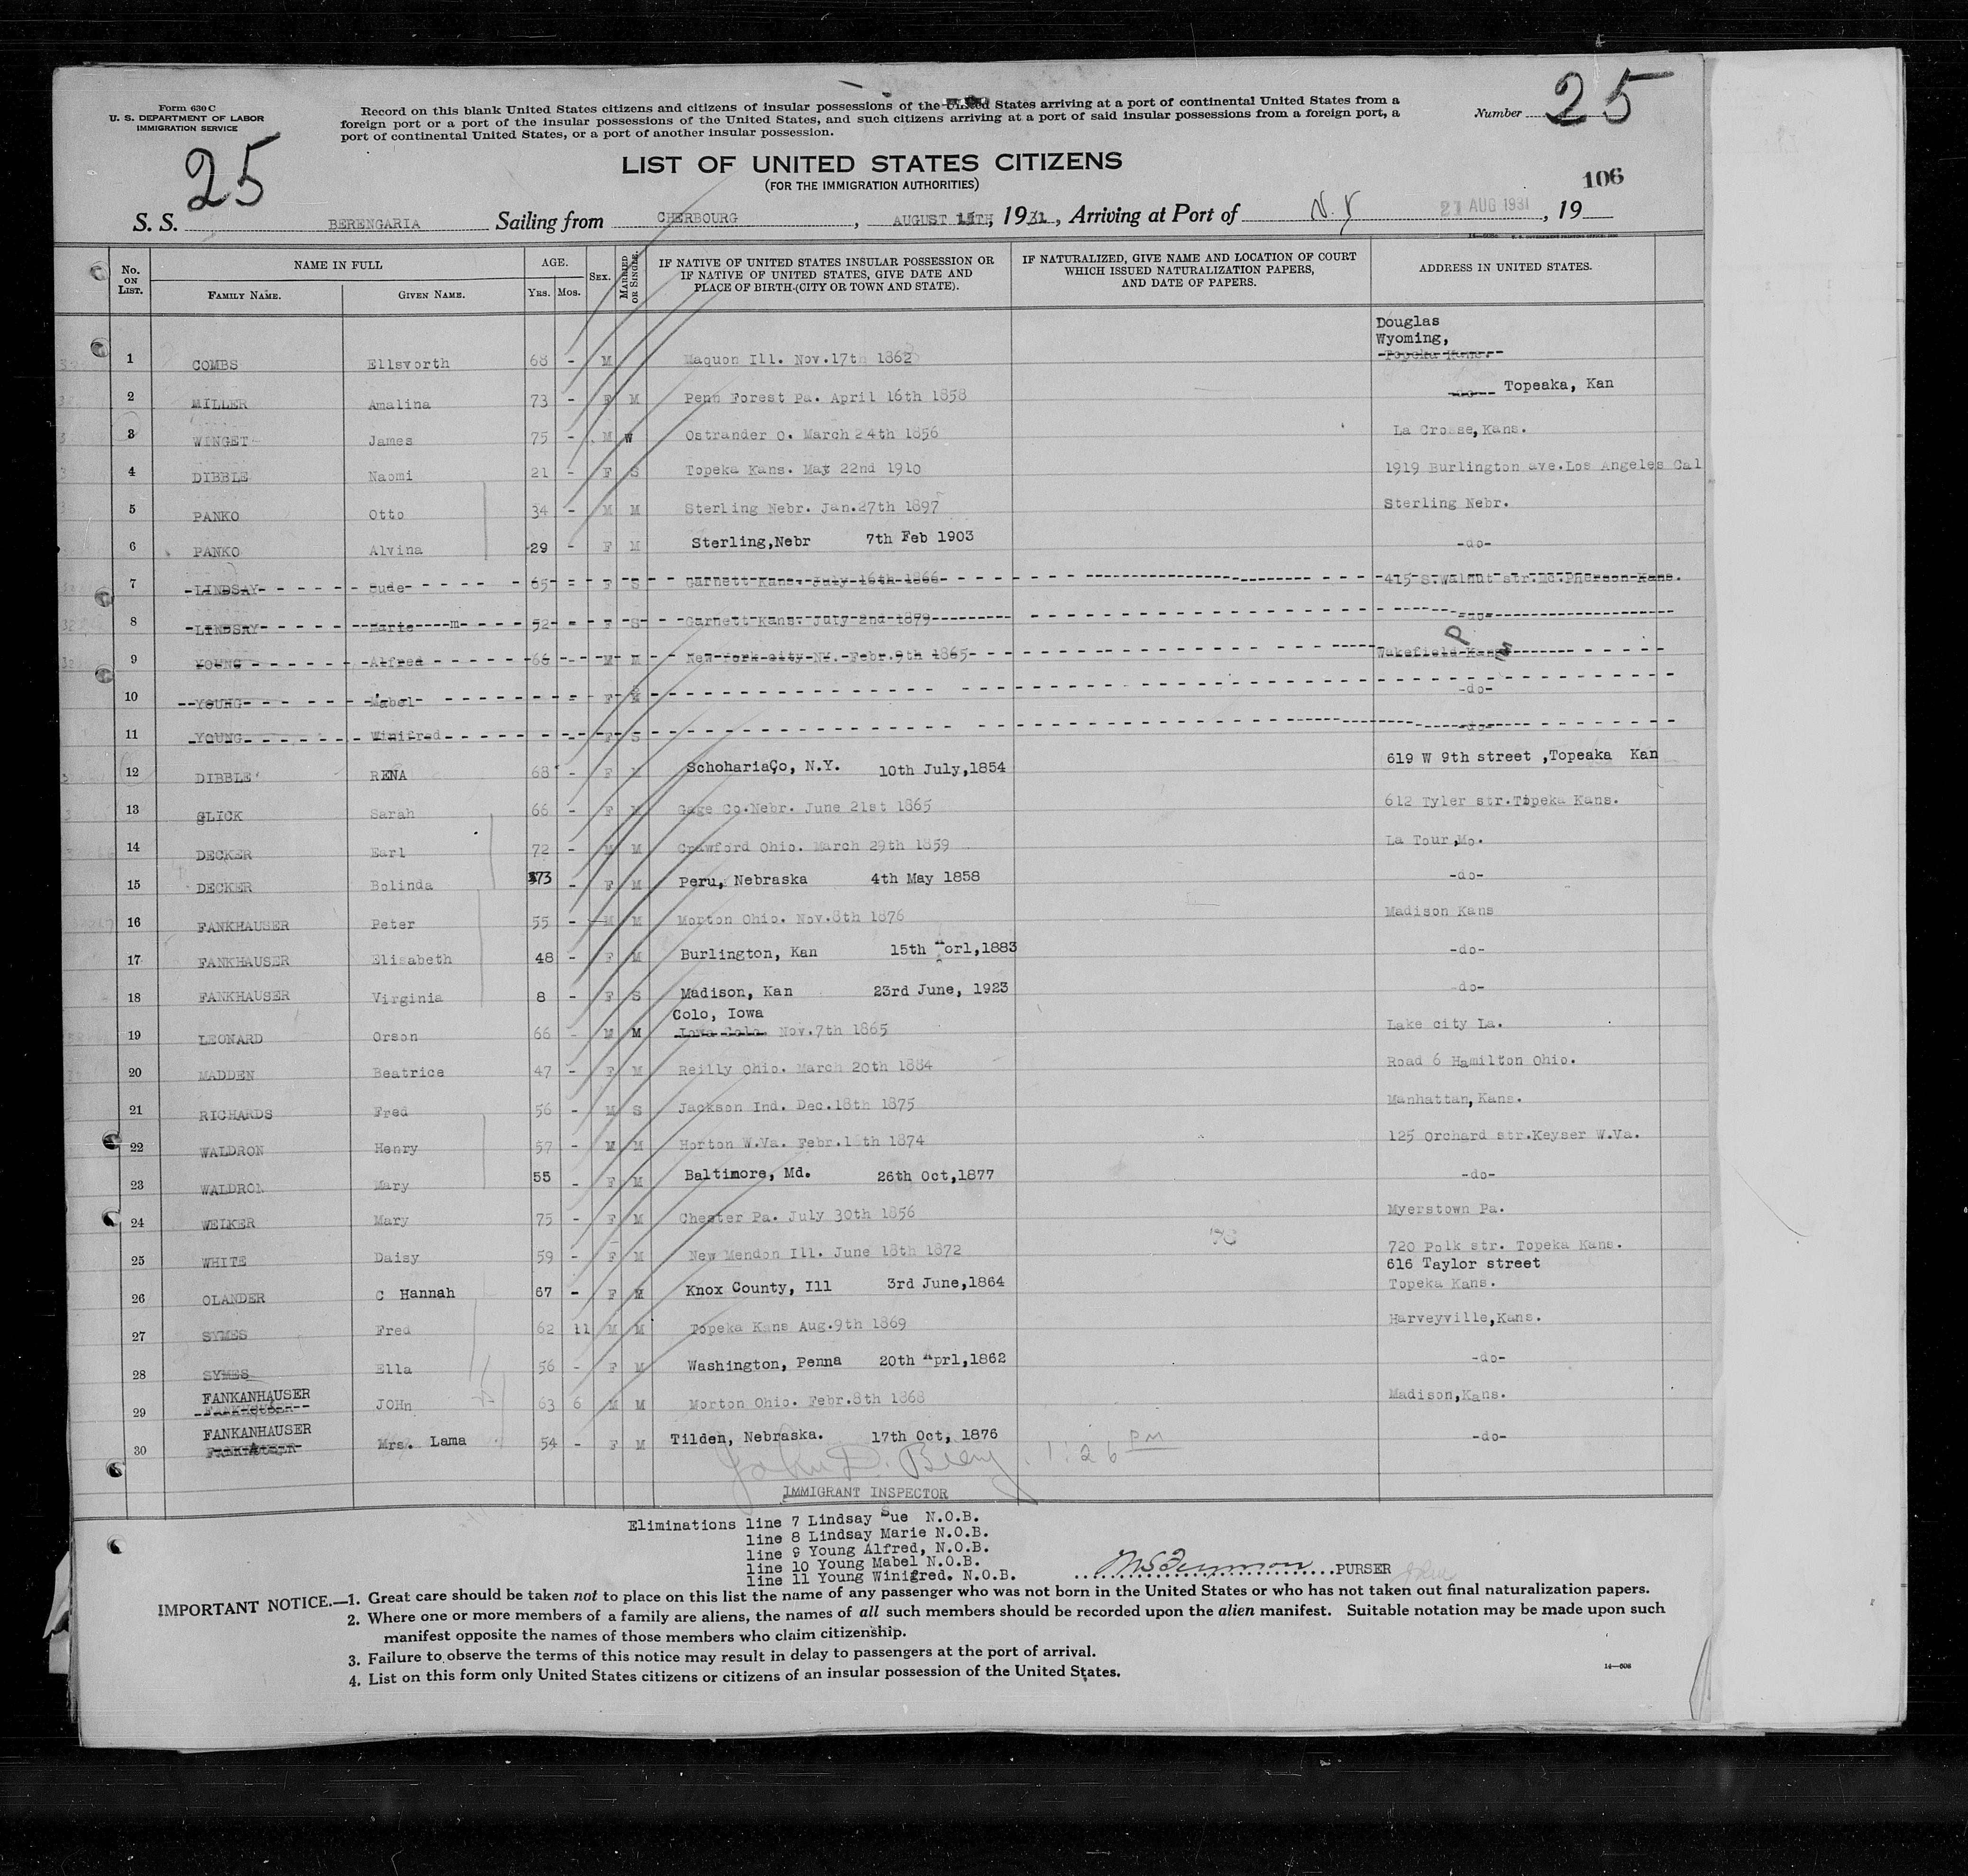 Form 630 C
U. S. DEPARTMENT OF LABOR
IMMIGRATION SERVICE
Record on this blank United States citizens and citizens of insular possessions of the United States arriving at a port of continental United States from a
foreign port or a port of the insular possessions of the United States, and such citizens arriving at a port of said insular possessions from a foreign port, a
port of continental United States, or a port of another insular possession.
Number 25
25
LIST OF UNITED STATES CITIZENS
(FOR THE IMMIGRATION AUTHORITIES)
106
S. S. BERENGARIA Sailing from CHERBOURG, AUGUST 15TH, 1931, Arriving at Port of N.Y 21 AUG 1931, 19
No. ON LIST. NAME IN FULL FAMILY NAME. GIVEN NAME. AGE. YRS. MOS. SEX. MARRIED OR SINGLE. IF NATIVE OF UNITED STATES INSULAR POSSESSION OR IF NATIVE OF UNITED STATES, GIVE DATE AND PLACE OF BIRTH-(CITY OR TOWN AND STATE). IF NATURALIZED, GIVE NAME AND LOCATION OF COURT WHICH ISSUED NATURALIZATION PAPERS, AND DATE OF PAPERS. ADDRESS IN UNITED STATES.
Douglas
Wyoming,
1 COMBS Ellsworth 68 - M Maquon Ill. Nov.17th 1862 Topeka Kans.
2 MILLER Amalina 73 - F M Penn Forest Pa. April 16th 1858 -do- Topeaka, Kan
3 WINGET James 75 - M W Ostrander O. March 24th 1856 La Crosse, Kans.
4 DIBBLE Naomi 21 - F S Topeka Kans. May 22nd 1910 1919 Burlington ave.Los Angeles Cal
5 PANKO Otto 34 - M M Sterling Nebr. Jan.27th 1897 Sterling Nebr.
6 PANKO Alvina 29 - F M Sterling,Nebr 7th Feb 1903 -do-
7 LINDSAY Sude 65 - F S Garnett Kans. July 16th 1866 415 S.Walnut str.Mc.Pherson Kans.
8 LINDSAY Marie m 52 - F S Garnett Kans. July 2nd 1879 -do-
9 YOUNG Alfred 66 - M M New York city NY. Febr.9th 1865 Wakefield Kans
10 YOUNG Mabel - F M -do-
11 YOUNG Winifred - F S -do-
12 DIBBLE RENA 68 - F M Schoharia Co, N.Y. 10th July,1854 619 W 9th street ,Topeaka Kan
13 GLICK Sarah 66 - F M Gage Co.Nebr. June 21st 1865 612 Tyler str.Topeka Kans.
14 DECKER Earl 72 - M M Crawford Ohio. March 29th 1859 La Tour,Mo.
15 DECKER Bolinda 73 - F M Peru, Nebraska 4th May 1858 -do-
16 FANKHAUSER Peter 55 - M M Morton Ohio. Nov.8th 1876 Madison Kans
17 FANKHAUSER Elisabeth 48 - F M Burlington, Kan 15th Aprl,1883 -do-
18 FANKHAUSER Virginia 8 - F S Madison, Kan 23rd June, 1923 -do-
Colo, Iowa
19 LEONARD Orson 66 - M M Iowa Colo. Nov.7th 1865 Lake city La.
20 MADDEN Beatrice 47 - F M Reilly Ohio. March 20th 1884 Road 6 Hamilton Ohio.
21 RICHARDS Fred 56 - M S Jackson Ind. Dec.18th 1875 Manhattan, Kans.
22 WALDRON Henry 57 - M M Horton W.Va. Febr.1 th 1874 125 Orchard str.Keyser W.Va.
23 WALDRON Mary 55 - F M Baltimore, Md. 26th Oct,1877 -do-
24 WELKER Mary 75 - F M Chester Pa. July 30th 1856 Myerstown Pa.
25 WHITE Daisy 59 - F M New Mendon Ill. June 18th 1872 720 Polk str. Topeka Kans.
616 Taylor street
26 OLANDER C Hannah 67 - F M Knox County, Ill 3rd June,1864 Topeka Kans.
27 SYMES Fred 62 11 M M Topeka Kans Aug.9th 1869 Harveyville,Kans.
28 SYMES Ella 56 - F M Washington, Penna 20th Aprl,1862 -do-
FANKANHAUSER
29 JOHn 63 6 M M Morton Ohio. Febr.8th 1868 Madison,Kans.
FANKANHAUSER
30 Mrs. Lama 54 - F M Tilden, Nebraska. 17th Oct, 1876 -do-
1:26 PM
IMMIGRANT INSPECTOR
Eliminations line 7 Lindsay Sue N.O.B.
line 8 Lindsay Marie N.O.B.
line 9 Young Alfred, N.O.B.
line 10 Young Mabel N.O.B.
line 11 Young Winifred. N.O.B.
PURSER
IMPORTANT NOTICE.—1. Great care should be taken not to place on this list the name of any passenger who was not born in the United States or who has not taken out final naturalization papers.
2. Where one or more members of a family are aliens, the names of all such members should be recorded upon the alien manifest. Suitable notation may be made upon such
manifest opposite the names of those members who claim citizenship.
3. Failure to observe the terms of this notice may result in delay to passengers at the port of arrival.
4. List on this form only United States citizens or citizens of an insular possession of the United States.
14—608